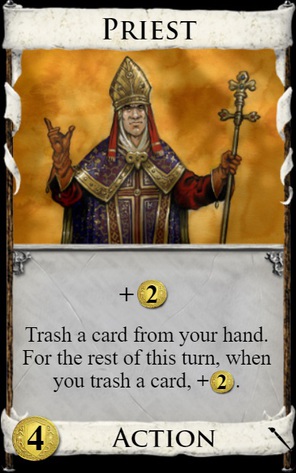 PRIEST
+ 2
Trash a card from your hand.
For the rest of this turn, when
you trash a card, +2.
4 ACTION